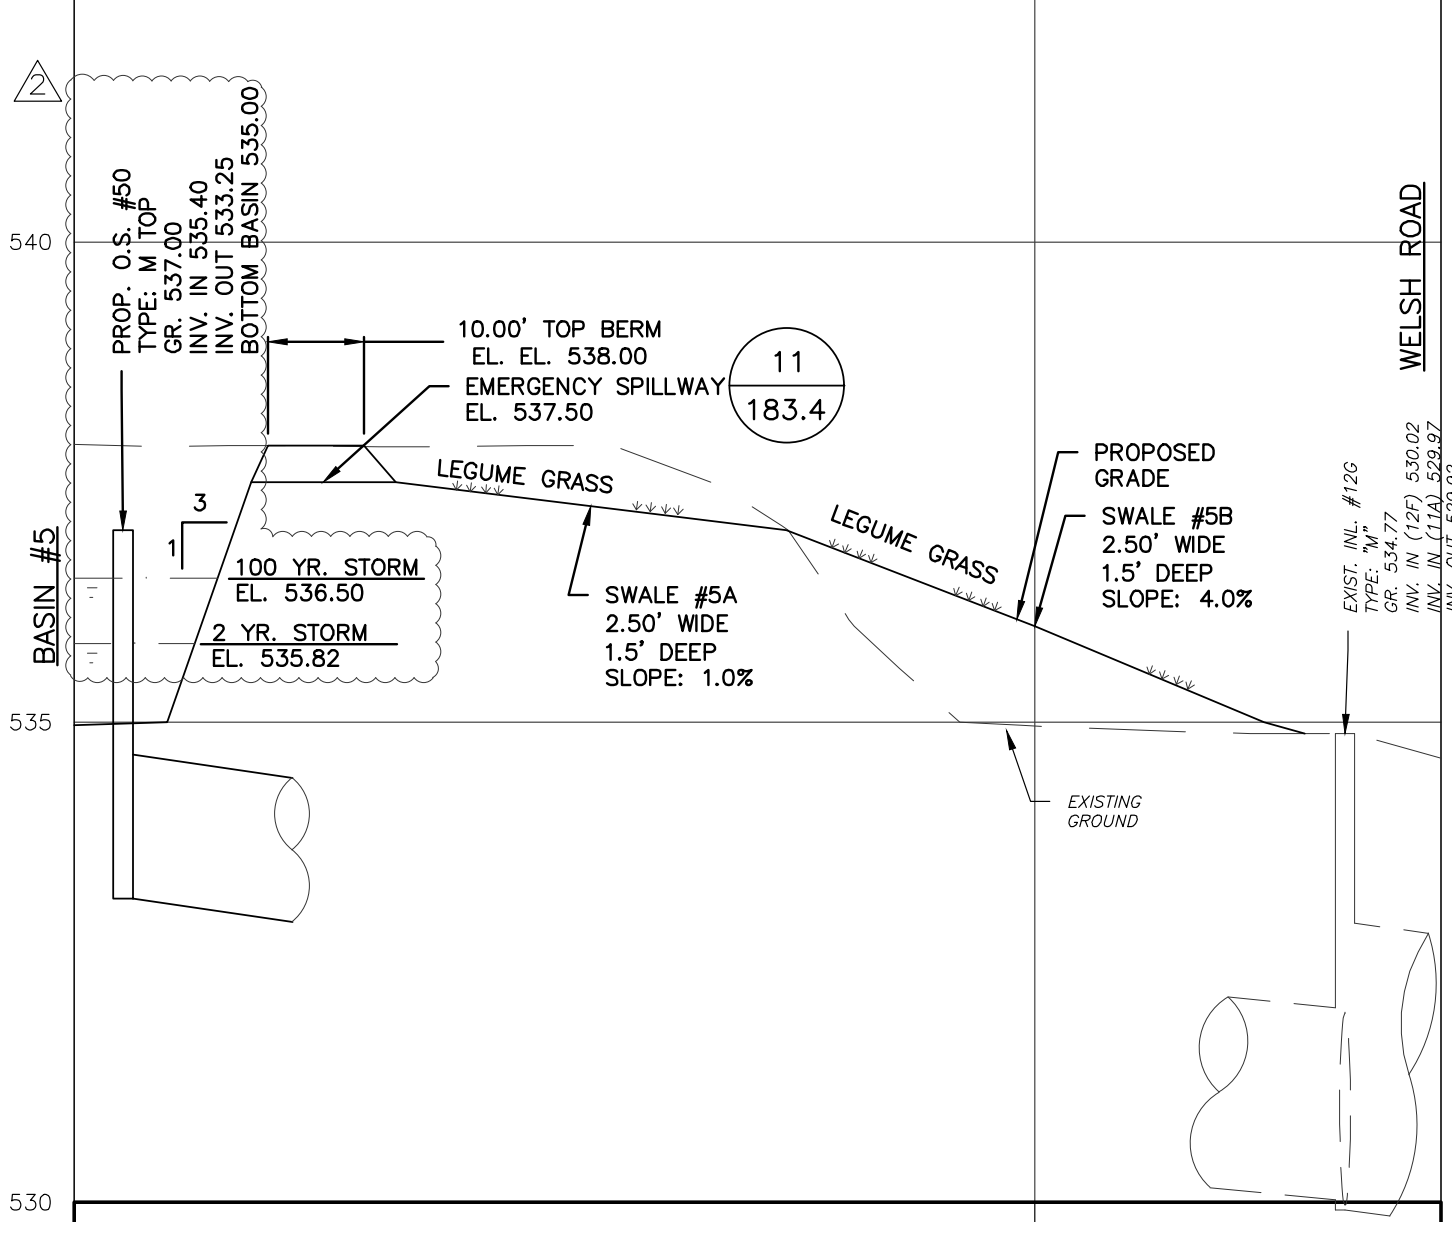 2
PROP. O.S. #50
TYPE: M TOP
GR. 537.00
INV. IN 535.40
INV. OUT 533.25
BOTTOM BASIN 535.00
540
WELSH ROAD
10.00' TOP BERM
EL. EL. 538.00
EMERGENCY SPILLWAY
EL. 537.50
11
183.4
LEGUME GRASS
LEGUME GRASS
PROPOSED
GRADE
SWALE #5B
2.50' WIDE
1.5' DEEP
SLOPE: 4.0%
EXIST. INL. #12G
TYPE: "M"
GR. 534.77
INV. IN (12F) 530.02
INV. IN (11A) 529.97
3
1
BASIN #5
100 YR. STORM
EL. 536.50
2 YR. STORM
EL. 535.82
SWALE #5A
2.50' WIDE
1.5' DEEP
SLOPE: 1.0%
535
EXISTING
GROUND
530